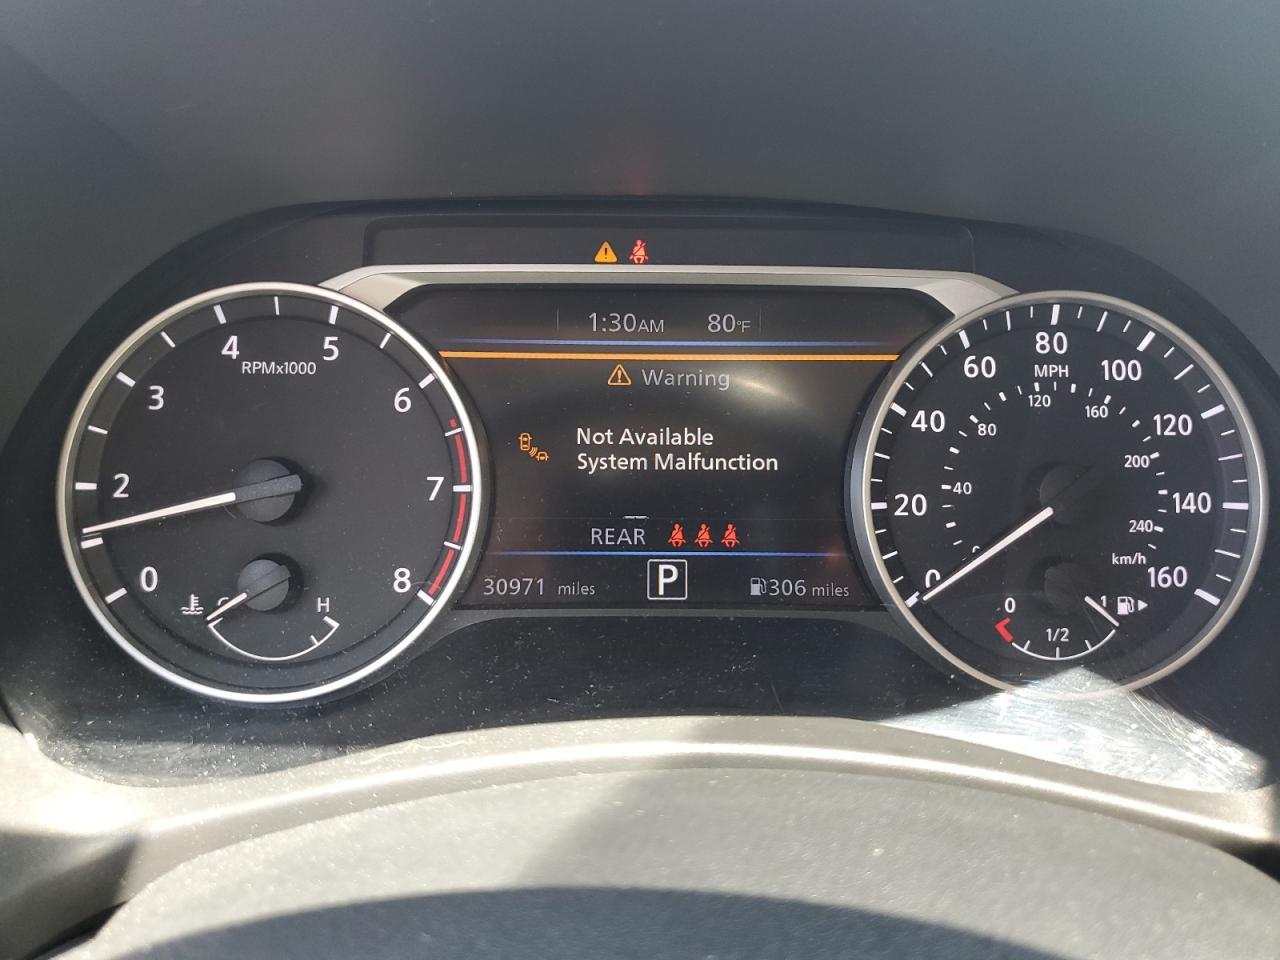 1:30AM 80°F
Warning
Not Available
System Malfunction
REAR
30971 miles P 306 miles
0 2 3 4 5 6 7 8
RPMx1000
C H
0 20 40 60 80 100 120 140 160
MPH
0 40 80 120 160 200 240
km/h
0 1/2 1